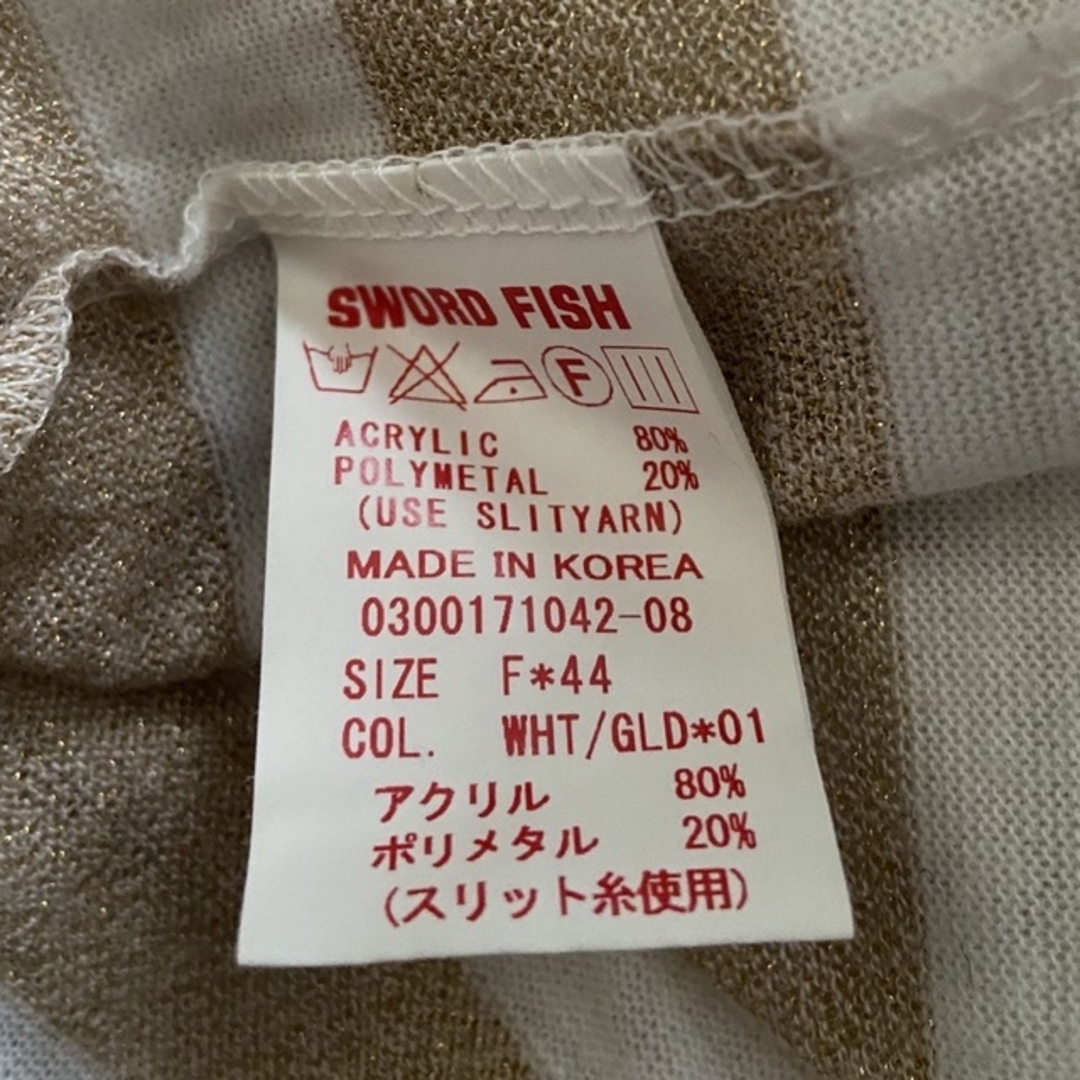 SWORD FISH
F
ACRYLIC 80%
POLYMETAL 20%
(USE SLITYARN)
MADE IN KOREA
0300171042-08
SIZE F*44
COL. WHT/GLD*01
アクリル 80%
ポリメタル 20%
(スリット糸使用)